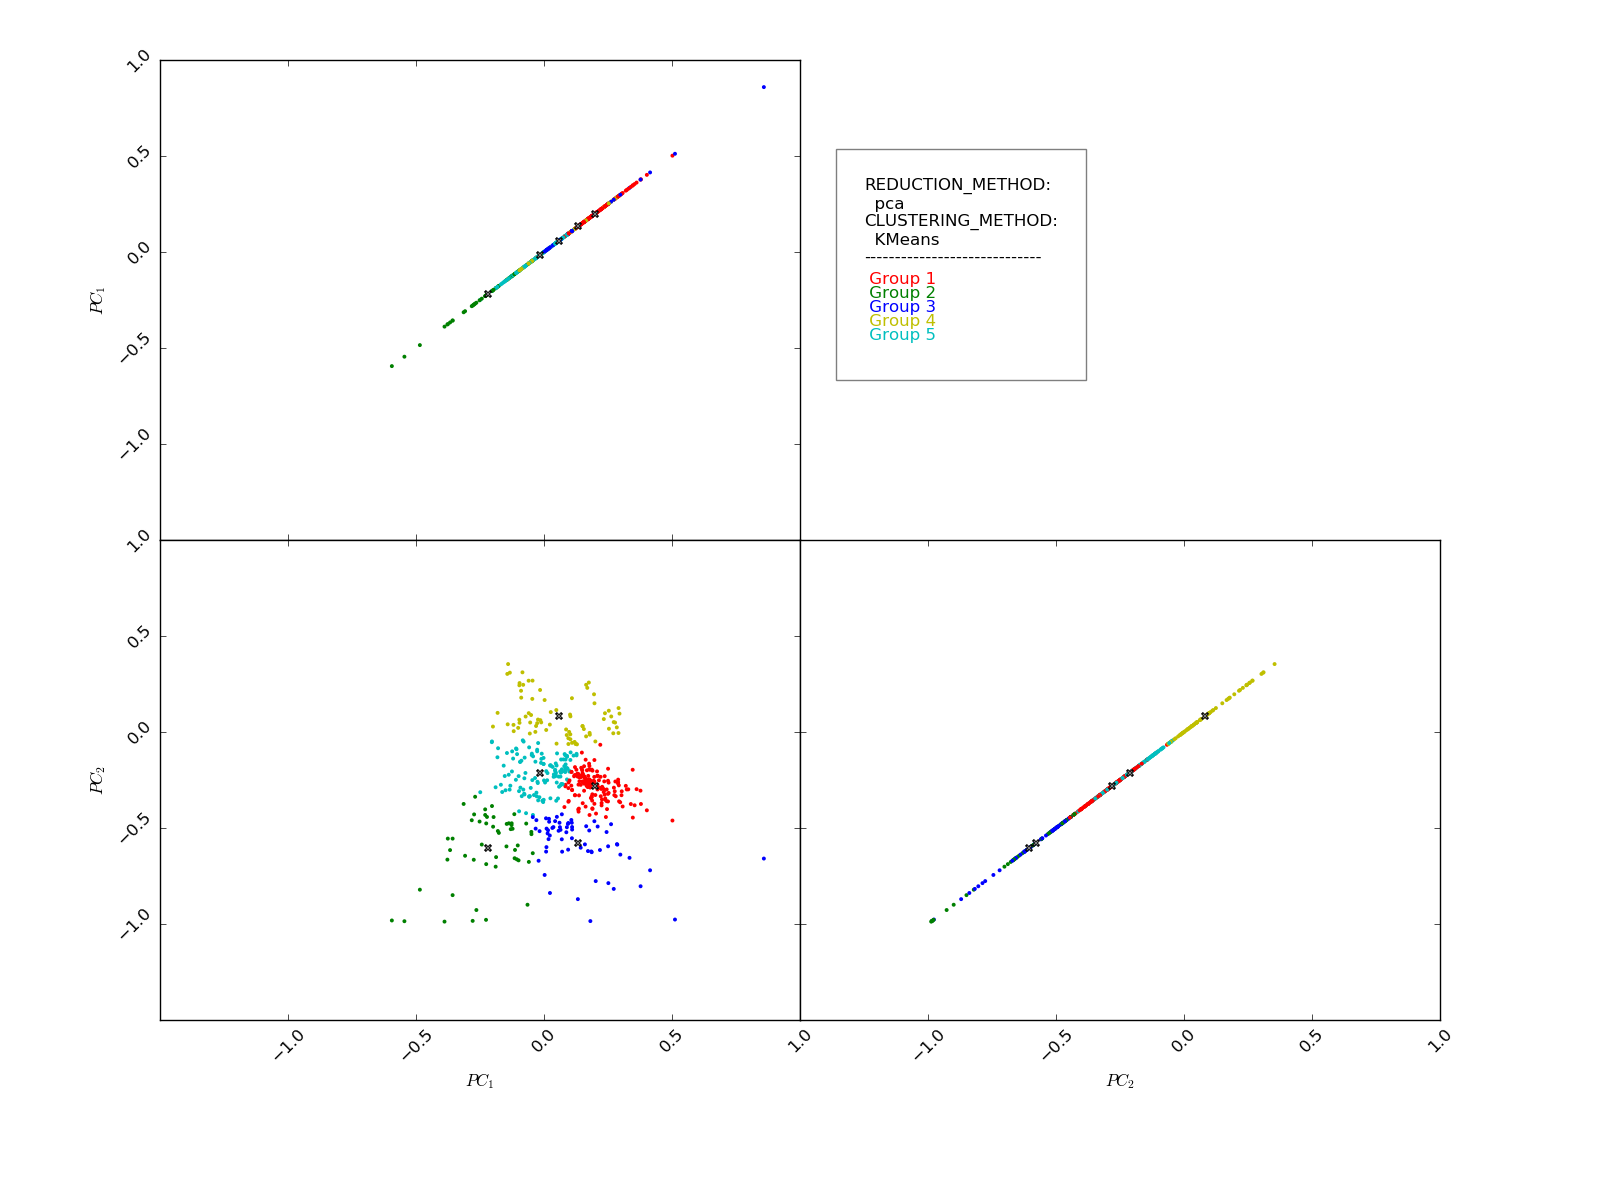 1.0
0.5
0.0
−0.5
−1.0
PC1
REDUCTION_METHOD:
pca
CLUSTERING_METHOD:
KMeans
-----------------------------
Group 1
Group 2
Group 3
Group 4
Group 5
1.0
0.5
0.0
−0.5
−1.0
PC2
−1.0 −0.5 0.0 0.5 1.0
−1.0 −0.5 0.0 0.5 1.0
PC1
PC2